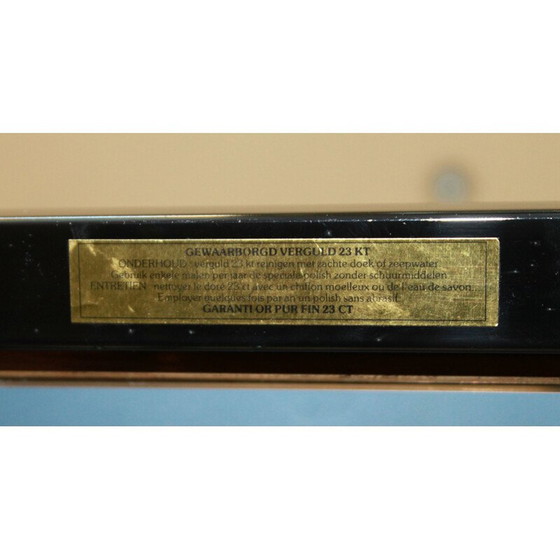 GEWAARBORGD VERGULD 23 KT
ONDERHOUD verguld 23 kt reinigen met zachte doek of zeepwater
Gebruik enkele malen per jaar de speciale polish zonder schuurmiddelen
ENTRETIEN nettoyer le doré 23 ct avec un chiffon moelleux ou de l'eau de savon.
Employer quelques fois par an un polish sans abrasif.
GARANTI OR PUR FIN 23 CT